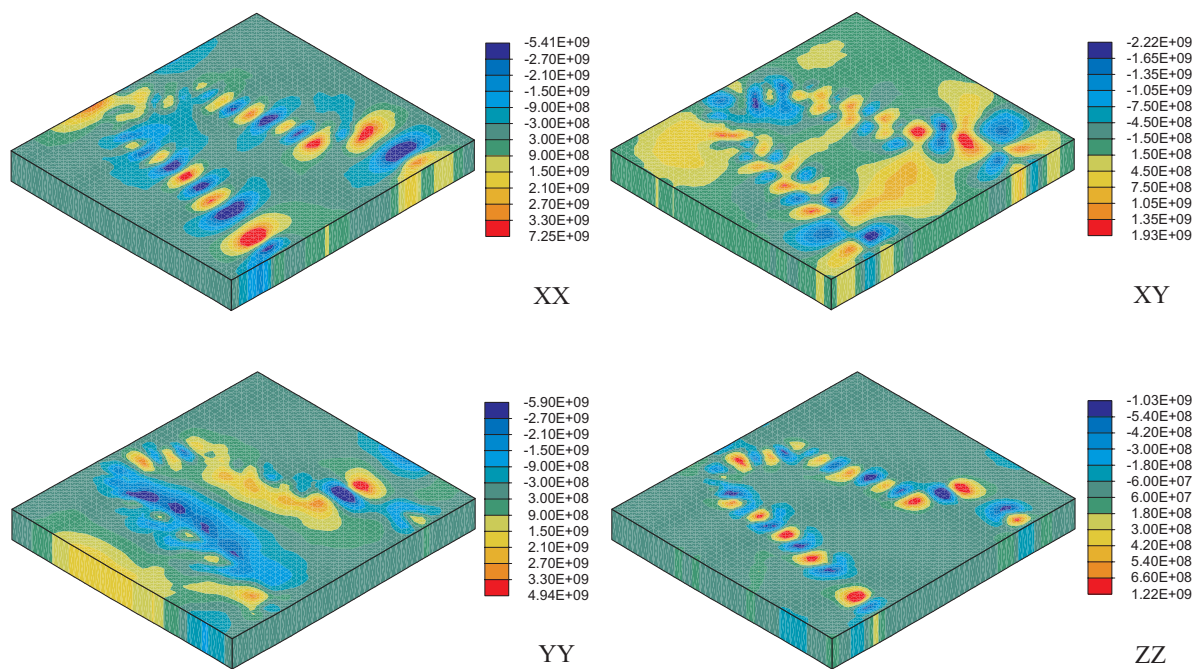 -5.41E+09
-2.70E+09
-2.10E+09
-1.50E+09
-9.00E+08
-3.00E+08
3.00E+08
9.00E+08
1.50E+09
2.10E+09
2.70E+09
3.30E+09
7.25E+09
XX
-2.22E+09
-1.65E+09
-1.35E+09
-1.05E+09
-7.50E+08
-4.50E+08
-1.50E+08
1.50E+08
4.50E+08
7.50E+08
1.05E+09
1.35E+09
1.93E+09
XY
-5.90E+09
-2.70E+09
-2.10E+09
-1.50E+09
-9.00E+08
-3.00E+08
3.00E+08
9.00E+08
1.50E+09
2.10E+09
2.70E+09
3.30E+09
4.94E+09
YY
-1.03E+09
-5.40E+08
-4.20E+08
-3.00E+08
-1.80E+08
-6.00E+07
6.00E+07
1.80E+08
3.00E+08
4.20E+08
5.40E+08
6.60E+08
1.22E+09
ZZ